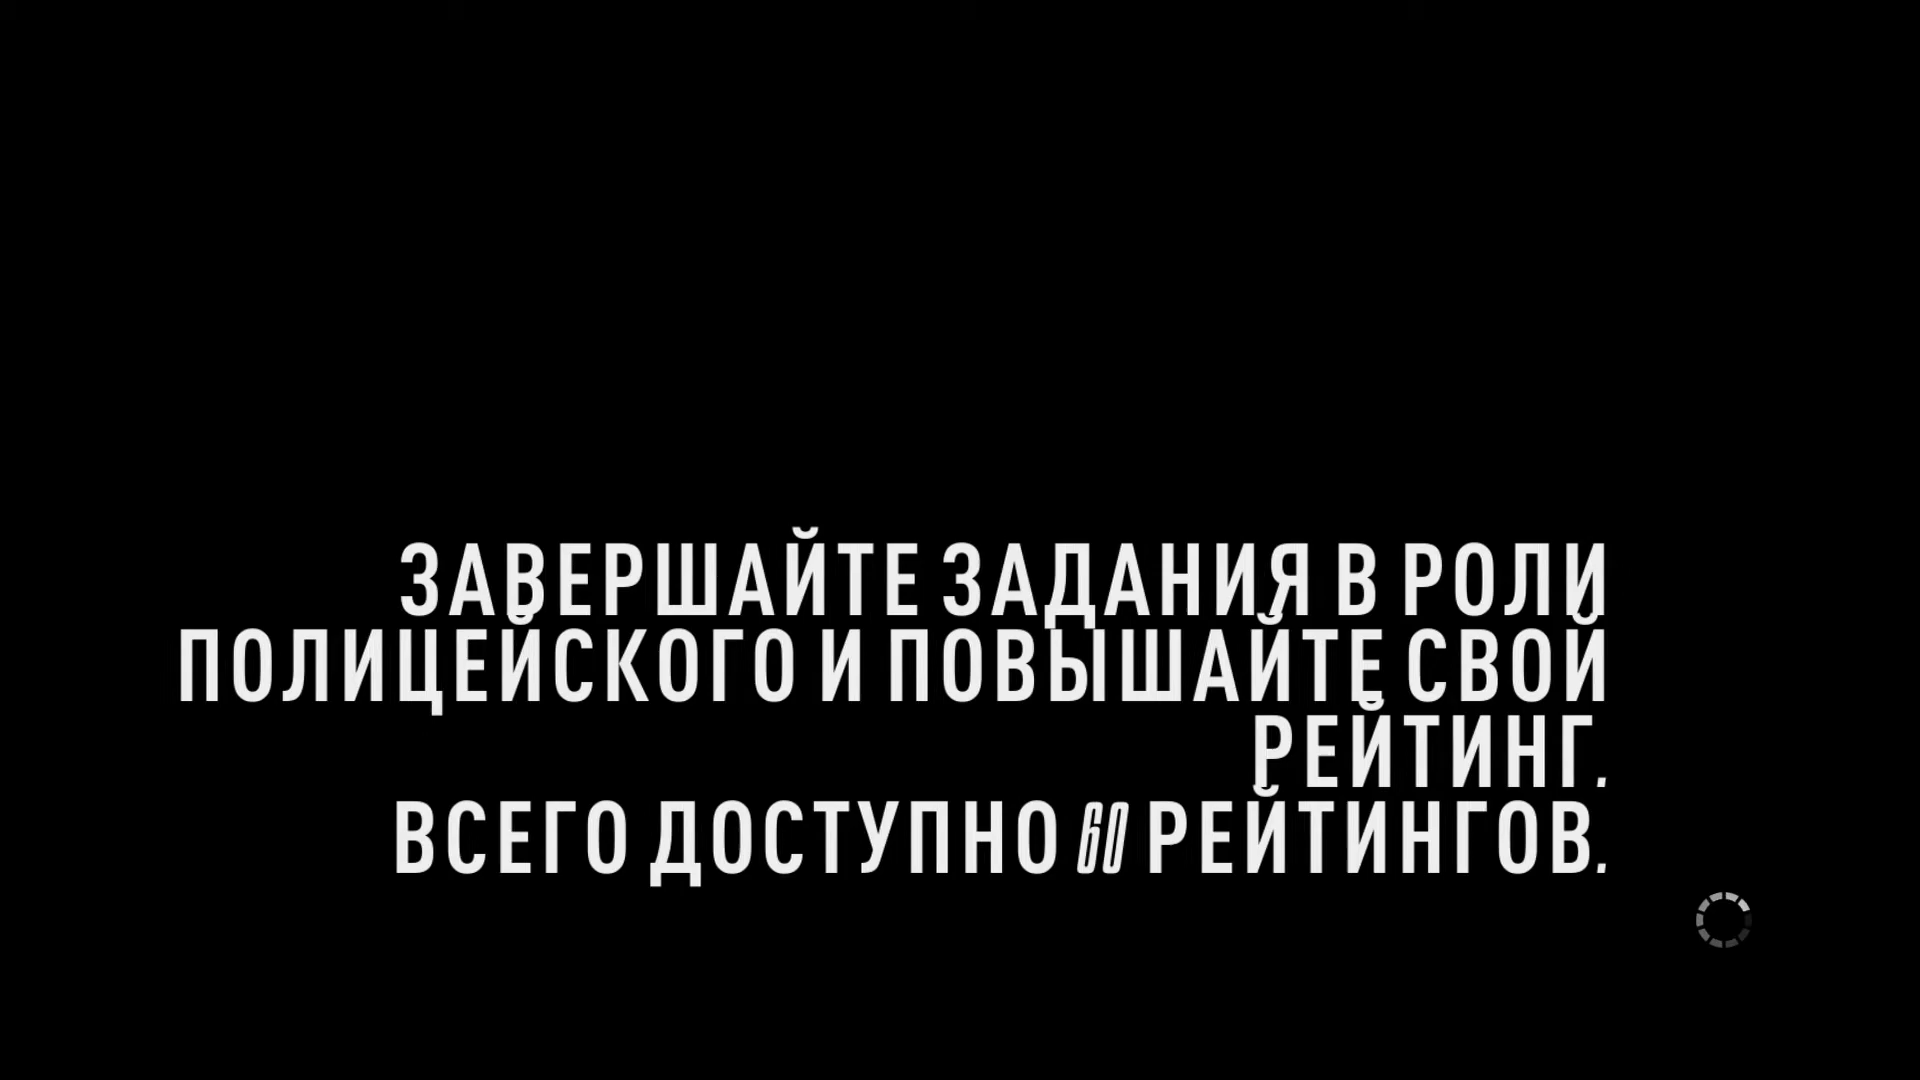 ЗАВЕРШАЙТЕ ЗАДАНИЯ В РОЛИ
ПОЛИЦЕЙСКОГО И ПОВЫШАЙТЕ СВОЙ
РЕЙТИНГ.
ВСЕГО ДОСТУПНО 60 РЕЙТИНГОВ.